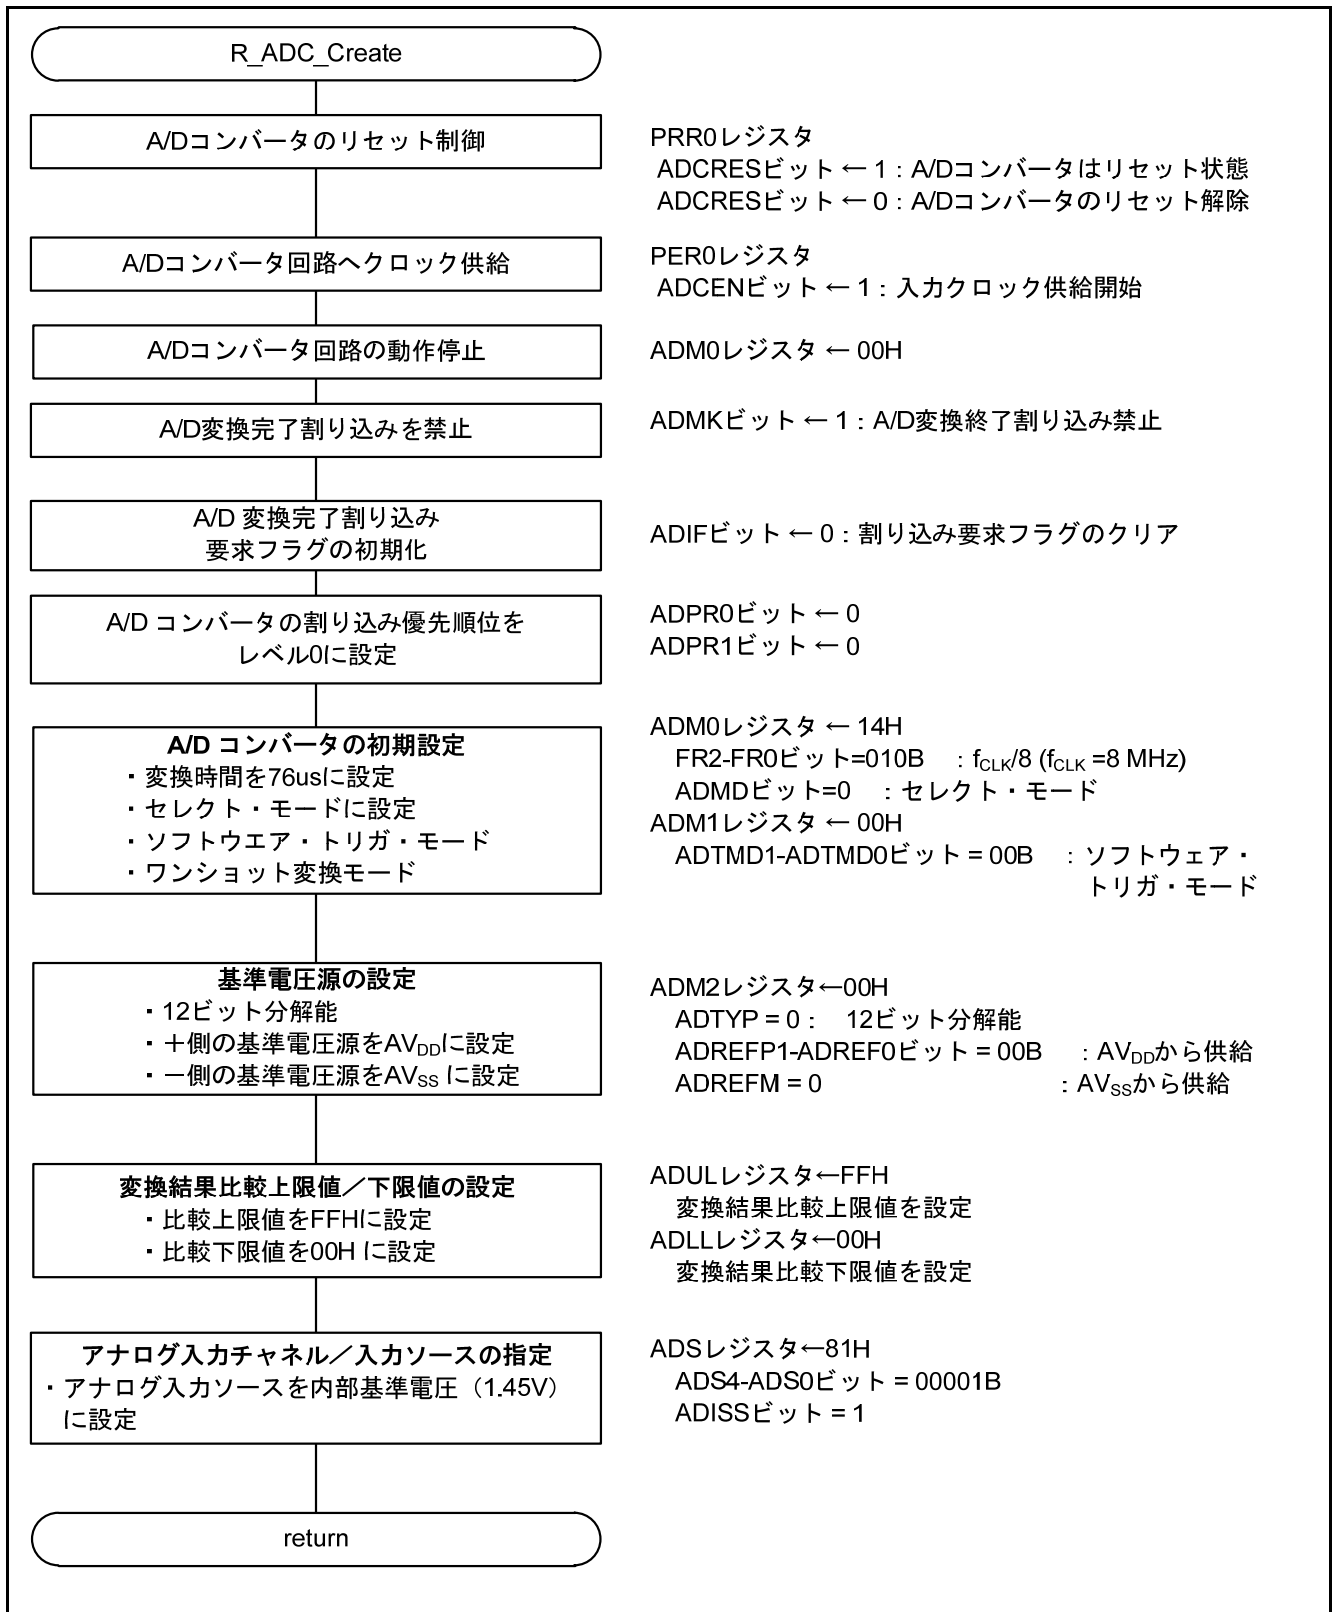 R_ADC_Create
A/Dコンバータのリセット制御
PRR0レジスタ
ADCRESビット ← 1：A/Dコンバータはリセット状態
ADCRESビット ← 0：A/Dコンバータのリセット解除
A/Dコンバータ回路へクロック供給
PER0レジスタ
ADCENビット ← 1：入力クロック供給開始
A/Dコンバータ回路の動作停止
ADM0レジスタ ← 00H
A/D変換完了割り込みを禁止
ADMKビット ← 1：A/D変換終了割り込み禁止
A/D 変換完了割り込み
要求フラグの初期化
ADIFビット ← 0：割り込み要求フラグのクリア
A/D コンバータの割り込み優先順位を
レベル0に設定
ADPR0ビット ← 0
ADPR1ビット ← 0
A/D コンバータの初期設定
・変換時間を76usに設定
・セレクト・モードに設定
・ソフトウエア・トリガ・モード
・ワンショット変換モード
ADM0レジスタ ← 14H
FR2-FR0ビット=010B ：fCLK/8 (fCLK =8 MHz)
ADMDビット=0 ：セレクト・モード
ADM1レジスタ ← 00H
ADTMD1-ADTMD0ビット = 00B ：ソフトウェア・
トリガ・モード
基準電圧源の設定
・12ビット分解能
・＋側の基準電圧源をAVDDに設定
・－側の基準電圧源をAVSS に設定
ADM2レジスタ←00H
ADTYP = 0： 12ビット分解能
ADREFP1-ADREF0ビット = 00B ：AVDDから供給
ADREFM = 0 ：AVSSから供給
変換結果比較上限値／下限値の設定
・比較上限値をFFHに設定
・比較下限値を00H に設定
ADULレジスタ←FFH
変換結果比較上限値を設定
ADLLレジスタ←00H
変換結果比較下限値を設定
アナログ入力チャネル／入力ソースの指定
・アナログ入力ソースを内部基準電圧（1.45V）
に設定
ADSレジスタ←81H
ADS4-ADS0ビット = 00001B
ADISSビット = 1
return